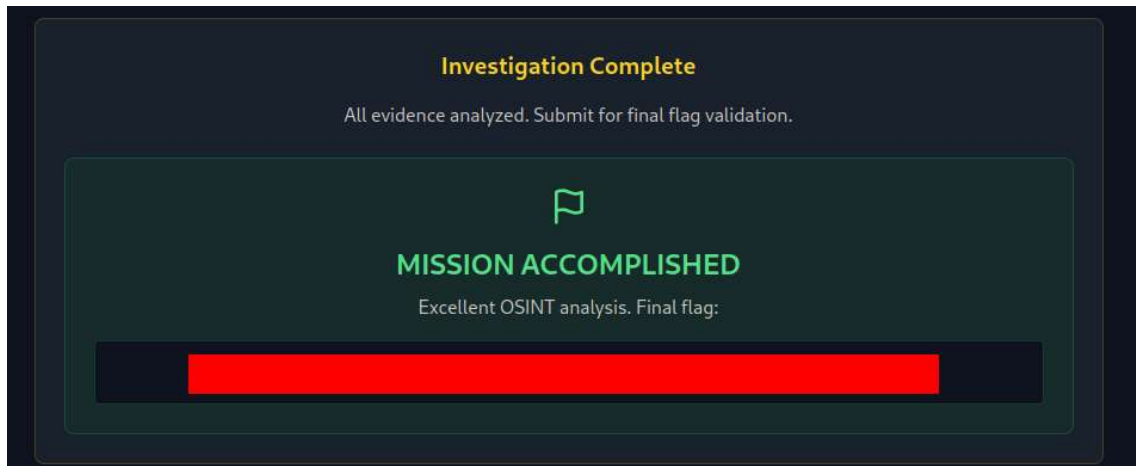 Investigation Complete
All evidence analyzed. Submit for final flag validation.
MISSION ACCOMPLISHED
Excellent OSINT analysis. Final flag: